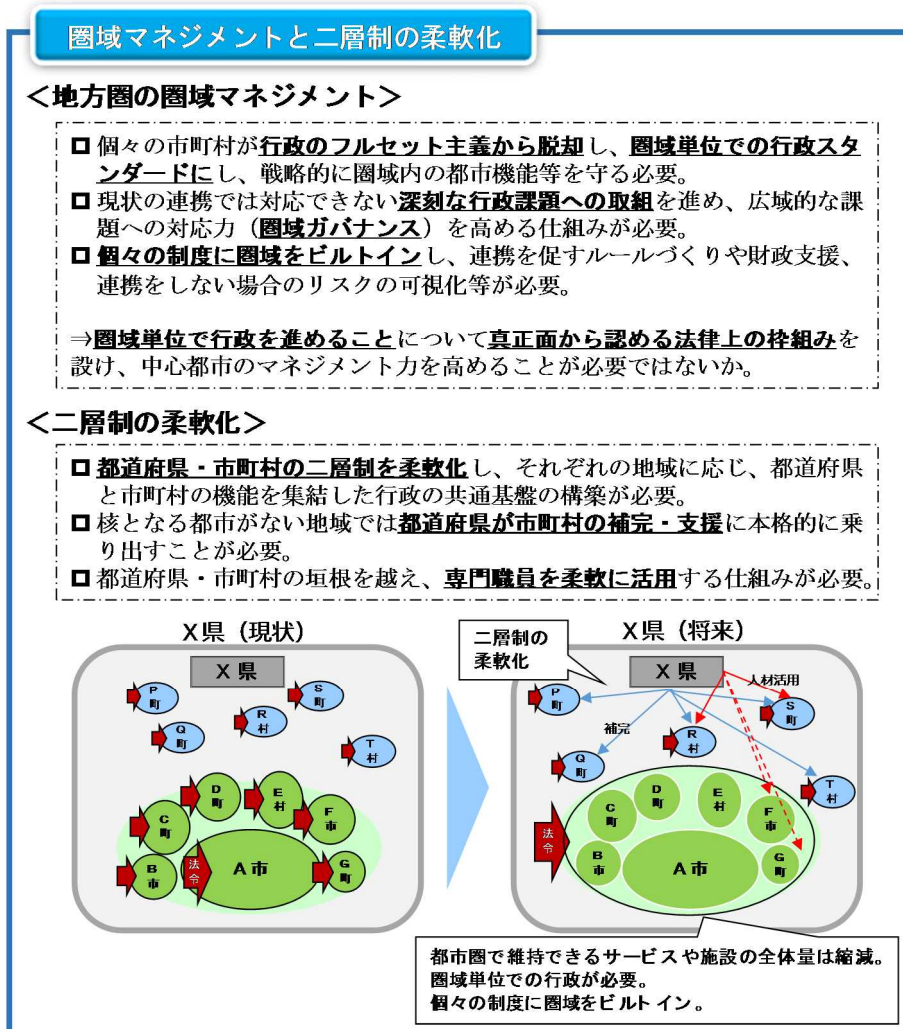 圏域マネジメントと二層制の柔軟化
＜地方圏の圏域マネジメント＞
個々の市町村が行政のフルセット主義から脱却し、圏域単位での行政スタ
ンダードにし、戦略的に圏域内の都市機能等を守る必要。
現状の連携では対応できない深刻な行政課題への取組を進め、広域的な課
題への対応力（圏域ガバナンス）を高める仕組みが必要。
個々の制度に圏域をビルトインし、連携を促すルールづくりや財政支援、
連携をしない場合のリスクの可視化等が必要。
⇒圏域単位で行政を進めることについて真正面から認める法律上の枠組みを
設け、中心都市のマネジメント力を高めることが必要ではないか。
＜二層制の柔軟化＞
都道府県・市町村の二層制を柔軟化し、それぞれの地域に応じ、都道府県
と市町村の機能を集結した行政の共通基盤の構築が必要。
核となる都市がない地域では都道府県が市町村の補完・支援に本格的に乗
り出すことが必要。
都道府県・市町村の垣根を越え、専門職員を柔軟に活用する仕組みが必要。
X県（現状）
X県
P町
S町
Q町
R村
T村
D町
E村
C町
F市
B市
法令
A市
G町
X県（将来）
二層制の
柔軟化
X県
人材活用
P町
S町
補完
R村
Q町
T村
D町
E村
C町
F市
法令
B市
A市
G町
都市圏で維持できるサービスや施設の全体量は縮減。
圏域単位での行政が必要。
個々の制度に圏域をビルトイン。